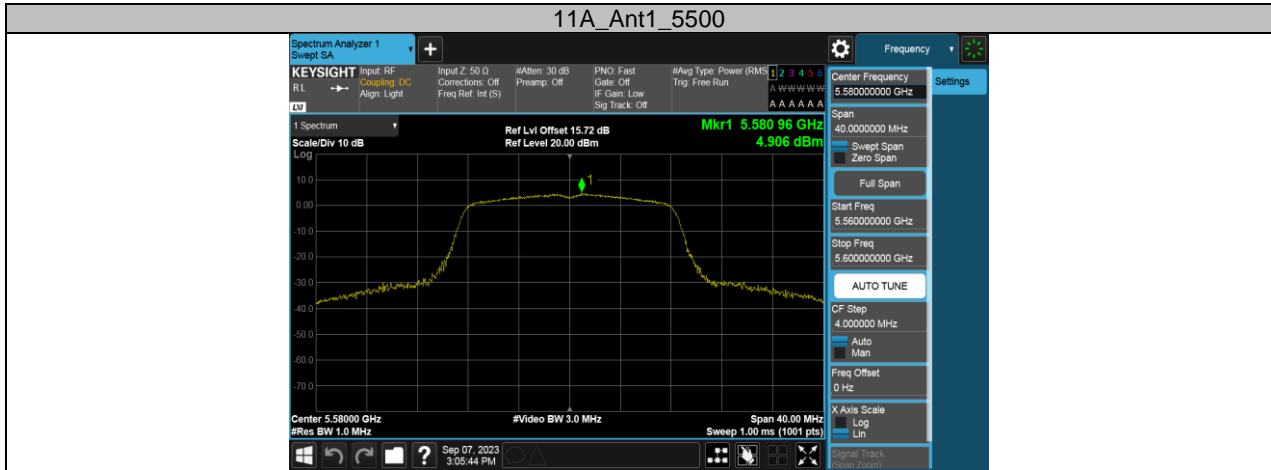 11A_Ant1_5500
Spectrum Analyzer 1
Swept SA
Frequency
KEYSIGHT
RL
LXI
Input: RF
Coupling: DC
Align: Light
Input Z: 50 Ω
Corrections: Off
Freq Ref: Int (S)
#Atten: 30 dB
Preamp: Off
PNO: Fast
Gate: Off
IF Gain: Low
Sig Track: Off
#Avg Type: Power (RMS
Trig: Free Run
1 2 3 4 5 6
A W W W W W
A A A A A A
Center Frequency
5.580000000 GHz
Settings
1 Spectrum
Scale/Div 10 dB
Log
Ref Lvl Offset 15.72 dB
Ref Level 20.00 dBm
Mkr1 5.580 96 GHz
4.906 dBm
Span
40.0000000 MHz
Swept Span
Zero Span
Full Span
Start Freq
5.560000000 GHz
Stop Freq
5.600000000 GHz
AUTO TUNE
CF Step
4.000000 MHz
Auto
Man
Freq Offset
0 Hz
X Axis Scale
Log
Lin
Signal Track
(Span Zoom)
1
10.0
0.00
-10.0
-20.0
-30.0
-40.0
-50.0
-60.0
-70.0
Center 5.58000 GHz
#Res BW 1.0 MHz
#Video BW 3.0 MHz
Span 40.00 MHz
Sweep 1.00 ms (1001 pts)
?
Sep 07, 2023
3:05:44 PM